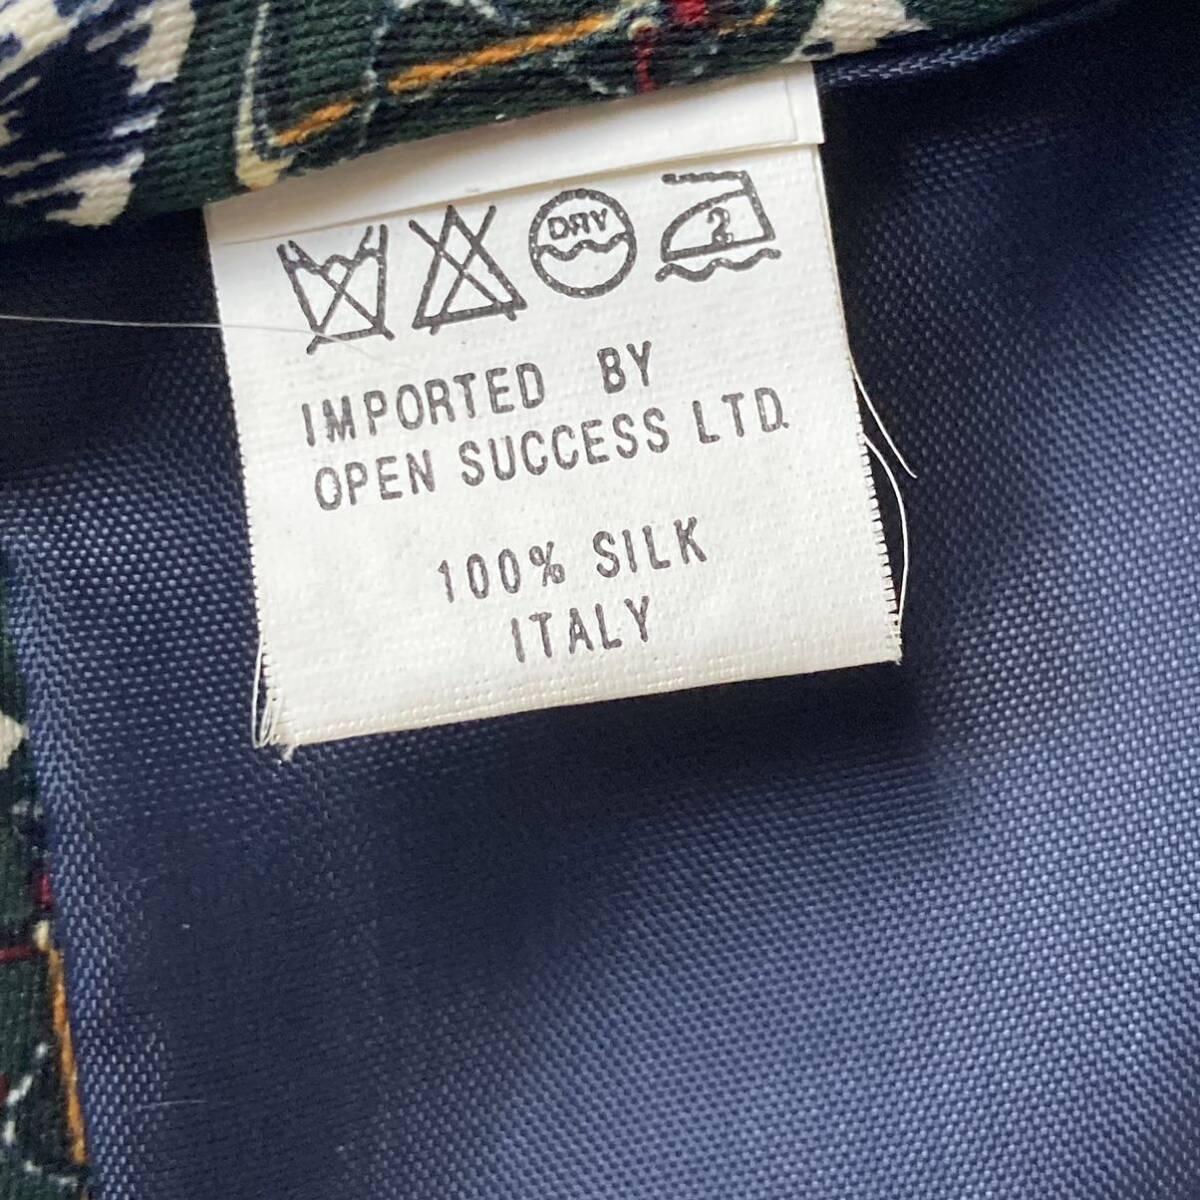 DRY 2
IMPORTED BY
OPEN SUCCESS LTD.
100% SILK
ITALY